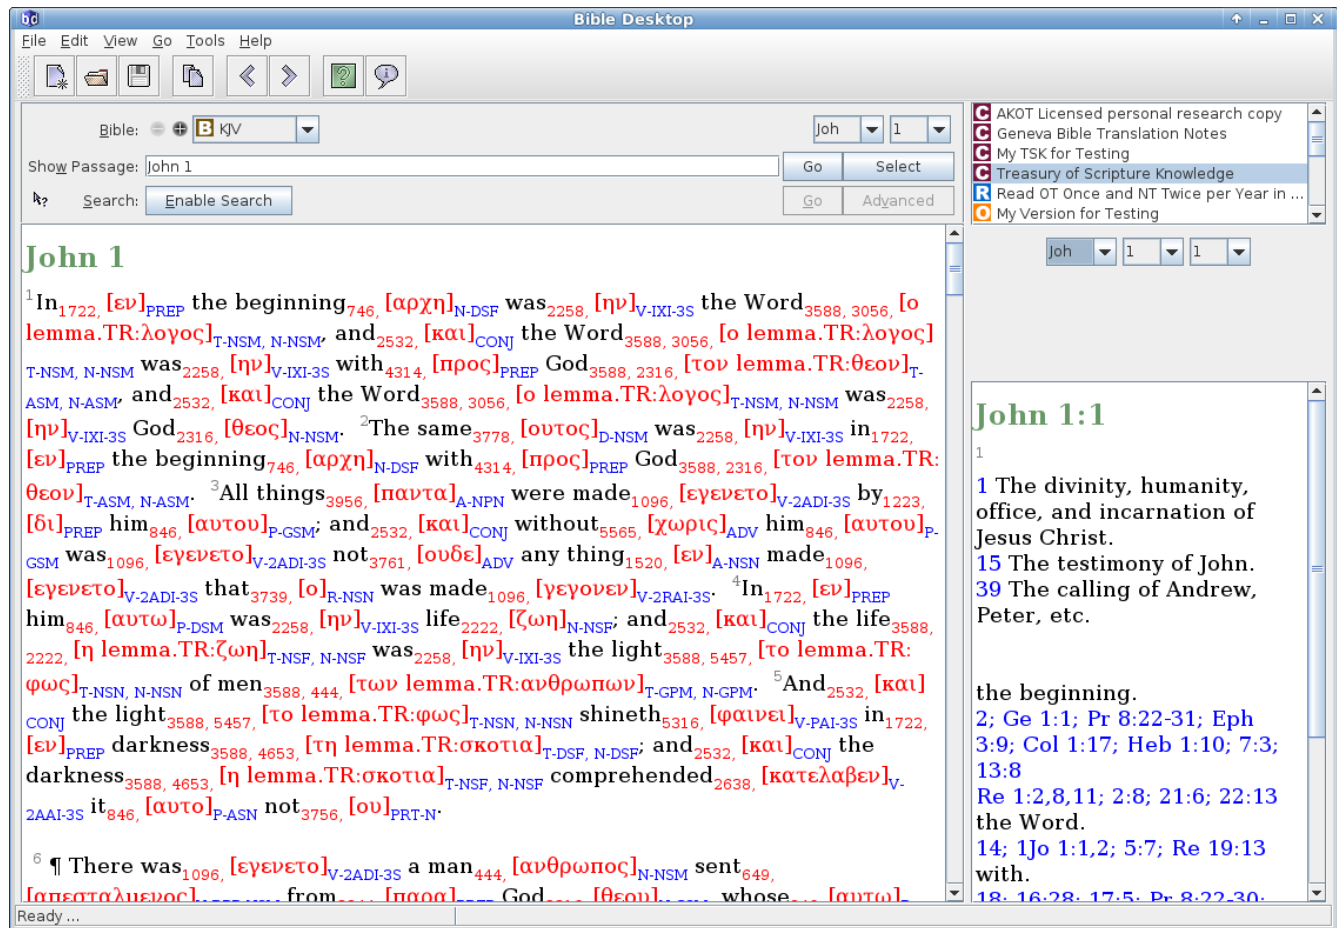 Bible Desktop
File Edit View Go Tools Help
Bible: B KJV Joh 1
Show Passage: John 1 Go Select
Search: Enable Search Go Advanced
John 1
1In1722, [εν]PREP the beginning746, [αρχη]N-DSF was2258, [ην]V-IXI-3S the Word3588, 3056, [ο
lemma.TR:λογος]T-NSM, N-NSM, and2532, [και]CONJ the Word3588, 3056, [ο lemma.TR:λογος]
T-NSM, N-NSM was2258, [ην]V-IXI-3S with4314, [προς]PREP God3588, 2316, [τον lemma.TR:θεον]T-
ASM, N-ASM, and2532, [και]CONJ the Word3588, 3056, [ο lemma.TR:λογος]T-NSM, N-NSM was2258,
[ην]V-IXI-3S God2316, [θεος]N-NSM. 2The same3778, [ουτος]D-NSM was2258, [ην]V-IXI-3S in1722,
[εν]PREP the beginning746, [αρχη]N-DSF with4314, [προς]PREP God3588, 2316, [τον lemma.TR:
θεον]T-ASM, N-ASM. 3All things3956, [παντα]A-NPN were made1096, [εγενετο]V-2ADI-3S by1223,
[δι]PREP him846, [αυτου]P-GSM; and2532, [και]CONJ without5565, [χωρις]ADV him846, [αυτου]P-
GSM was1096, [εγενετο]V-2ADI-3S not3761, [ουδε]ADV any thing1520, [εν]A-NSN made1096,
[εγενετο]V-2ADI-3S that3739, [ο]R-NSN was made1096, [γεγονεν]V-2RAI-3S. 4In1722, [εν]PREP
him846, [αυτω]P-DSM was2258, [ην]V-IXI-3S life2222, [ζωη]N-NSF; and2532, [και]CONJ the life3588,
2222, [η lemma.TR:ζωη]T-NSF, N-NSF was2258, [ην]V-IXI-3S the light3588, 5457, [το lemma.TR:
φως]T-NSN, N-NSN of men3588, 444, [των lemma.TR:ανθρωπων]T-GPM, N-GPM. 5And2532, [και]
CONJ the light3588, 5457, [το lemma.TR:φως]T-NSN, N-NSN shineth5316, [φαινει]V-PAI-3S in1722,
[εν]PREP darkness3588, 4653, [τη lemma.TR:σκοτια]T-DSF, N-DSF; and2532, [και]CONJ the
darkness3588, 4653, [η lemma.TR:σκοτια]T-NSF, N-NSF comprehended2638, [κατελαβεν]V-
2AAI-3S it846, [αυτο]P-ASN not3756, [ου]PRT-N.
6 ¶ There was1096, [εγενετο]V-2ADI-3S a man444, [ανθρωπος]N-NSM sent649,
[απεσταλμενος] from [παρα] God [θεου] whose [αυτω]
C AKOT Licensed personal research copy
C Geneva Bible Translation Notes
C My TSK for Testing
C Treasury of Scripture Knowledge
R Read OT Once and NT Twice per Year in ...
O My Version for Testing
Joh 1 1
John 1:1
1
1 The divinity, humanity,
office, and incarnation of
Jesus Christ.
15 The testimony of John.
39 The calling of Andrew,
Peter, etc.
the beginning.
2; Ge 1:1; Pr 8:22-31; Eph
3:9; Col 1:17; Heb 1:10; 7:3;
13:8
Re 1:2,8,11; 2:8; 21:6; 22:13
the Word.
14; 1Jo 1:1,2; 5:7; Re 19:13
with.
18; 16:28; 17:5; Pr 8:22-30;
Ready ...